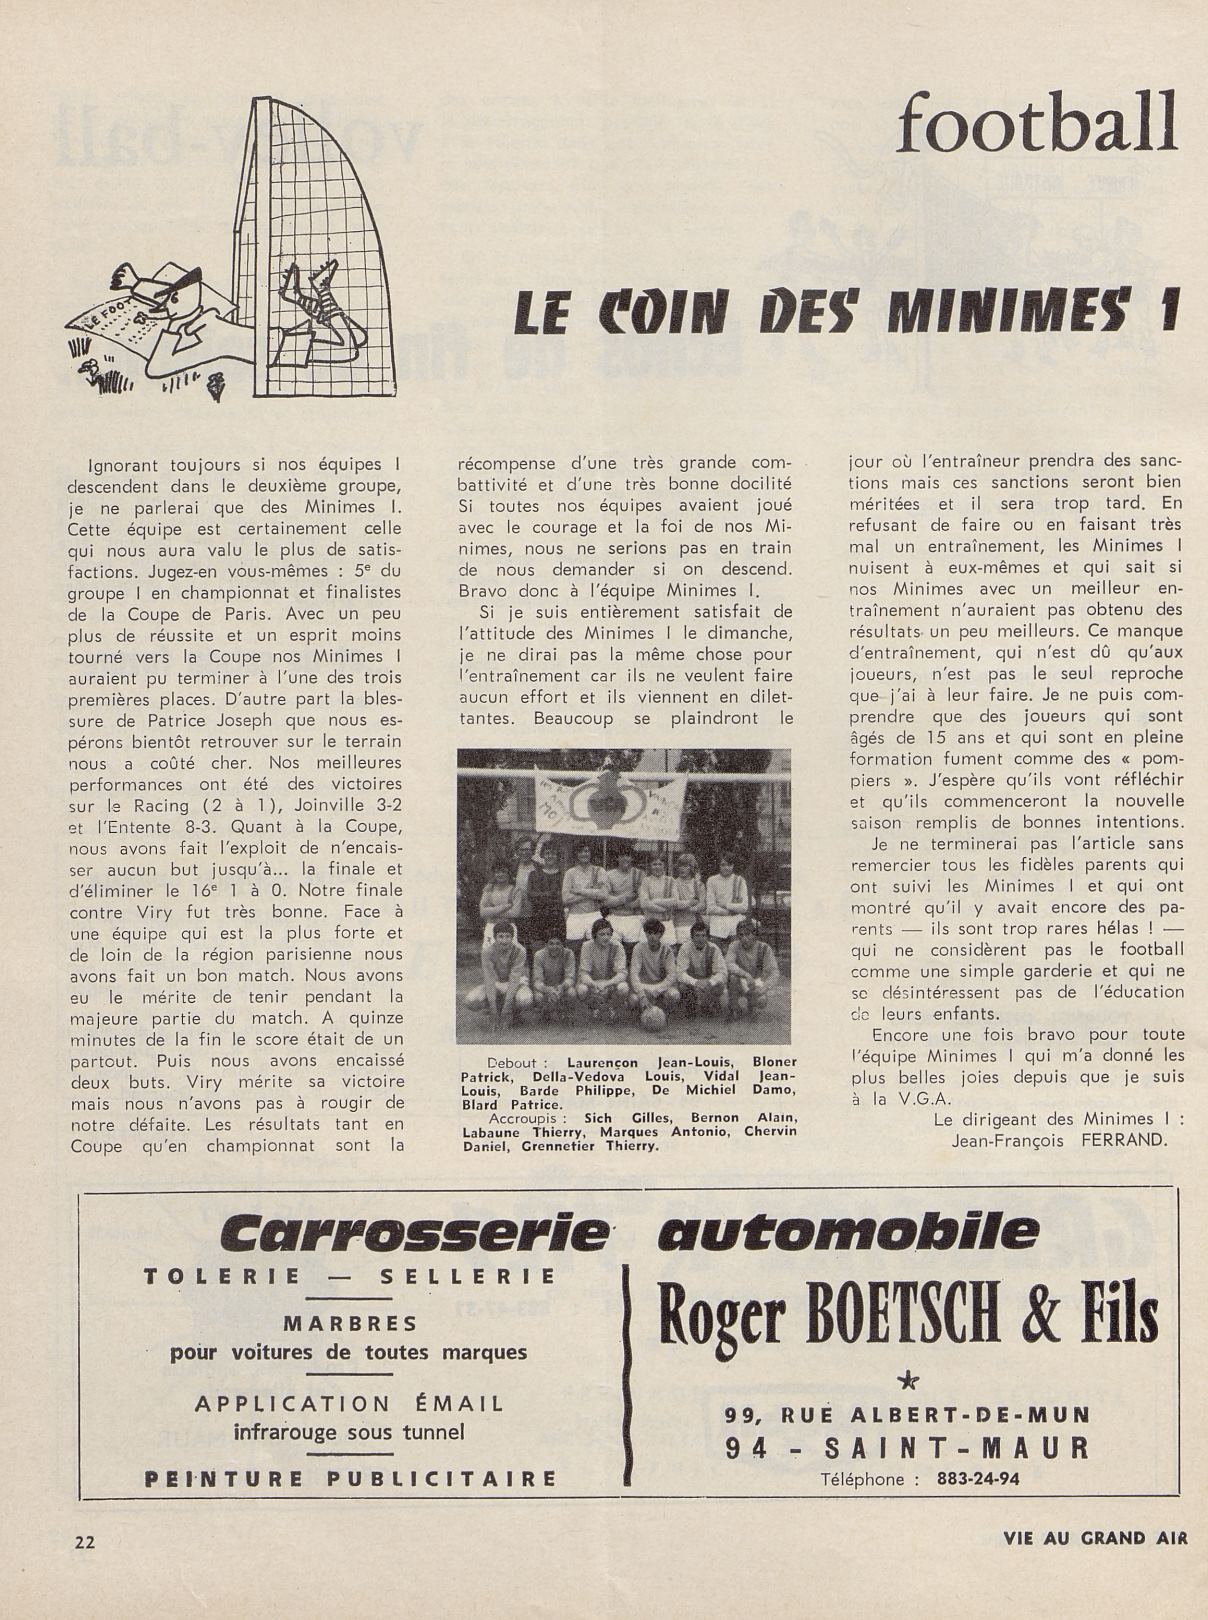 football
LE FOOT
LE COIN DES MINIMES 1
Ignorant toujours si nos équipes I
descendent dans le deuxième groupe,
je ne parlerai que des Minimes I.
Cette équipe est certainement celle
qui nous aura valu le plus de satis-
factions. Jugez-en vous-mêmes : 5e du
groupe I en championnat et finalistes
de la Coupe de Paris. Avec un peu
plus de réussite et un esprit moins
tourné vers la Coupe nos Minimes I
auraient pu terminer à l'une des trois
premières places. D'autre part la bles-
sure de Patrice Joseph que nous es-
pérons bientôt retrouver sur le terrain
nous a coûté cher. Nos meilleures
performances ont été des victoires
sur le Racing (2 à 1), Joinville 3-2
et l'Entente 8-3. Quant à la Coupe,
nous avons fait l'exploit de n'encais-
ser aucun but jusqu'à... la finale et
d'éliminer le 16e 1 à 0. Notre finale
contre Viry fut très bonne. Face à
une équipe qui est la plus forte et
de loin de la région parisienne nous
avons fait un bon match. Nous avons
eu le mérite de tenir pendant la
majeure partie du match. A quinze
minutes de la fin le score était de un
partout. Puis nous avons encaissé
deux buts. Viry mérite sa victoire
mais nous n'avons pas à rougir de
notre défaite. Les résultats tant en
Coupe qu'en championnat sont la
récompense d'une très grande com-
battivité et d'une très bonne docilité
Si toutes nos équipes avaient joué
avec le courage et la foi de nos Mi-
nimes, nous ne serions pas en train
de nous demander si on descend.
Bravo donc à l'équipe Minimes I.
Si je suis entièrement satisfait de
l'attitude des Minimes I le dimanche,
je ne dirai pas la même chose pour
l'entraînement car ils ne veulent faire
aucun effort et ils viennent en dilet-
tantes. Beaucoup se plaindront le
Debout : Laurençon Jean-Louis, Bloner
Patrick, Della-Vedova Louis, Vidal Jean-
Louis, Barde Philippe, De Michiel Damo,
Blard Patrice.
Accroupis : Sich Gilles, Bernon Alain,
Labaune Thierry, Marques Antonio, Chervin
Daniel, Grennetier Thierry.
jour où l'entraîneur prendra des sanc-
tions mais ces sanctions seront bien
méritées et il sera trop tard. En
refusant de faire ou en faisant très
mal un entraînement, les Minimes I
nuisent à eux-mêmes et qui sait si
nos Minimes avec un meilleur en-
traînement n'auraient pas obtenu des
résultats un peu meilleurs. Ce manque
d'entraînement, qui n'est dû qu'aux
joueurs, n'est pas le seul reproche
que j'ai à leur faire. Je ne puis com-
prendre que des joueurs qui sont
âgés de 15 ans et qui sont en pleine
formation fument comme des « pom-
piers ». J'espère qu'ils vont réfléchir
et qu'ils commenceront la nouvelle
saison remplis de bonnes intentions.
Je ne terminerai pas l'article sans
remercier tous les fidèles parents qui
ont suivi les Minimes I et qui ont
montré qu'il y avait encore des pa-
rents — ils sont trop rares hélas ! —
qui ne considèrent pas le football
comme une simple garderie et qui ne
se désintéressent pas de l'éducation
de leurs enfants.
Encore une fois bravo pour toute
l'équipe Minimes I qui m'a donné les
plus belles joies depuis que je suis
à la V.G.A.
Le dirigeant des Minimes I :
Jean-François FERRAND.
Carrosserie automobile
TOLERIE — SELLERIE
MARBRES
pour voitures de toutes marques
APPLICATION ÉMAIL
infrarouge sous tunnel
PEINTURE PUBLICITAIRE
Roger BOETSCH & Fils
99, RUE ALBERT-DE-MUN
94 - SAINT-MAUR
Téléphone : 883-24-94
22
VIE AU GRAND AIR